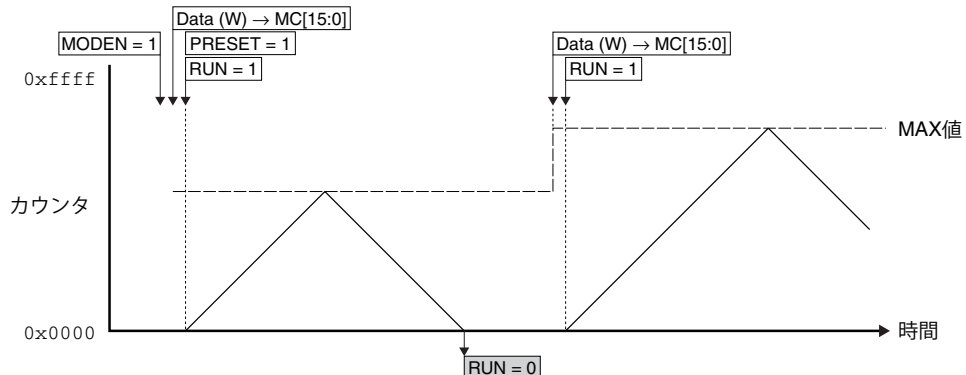 Data (W) → MC[15:0]
MODEN = 1
PRESET = 1
Data (W) → MC[15:0]
RUN = 1
RUN = 1
0xffff
MAX値
カウンタ
0x0000
時間
RUN = 0